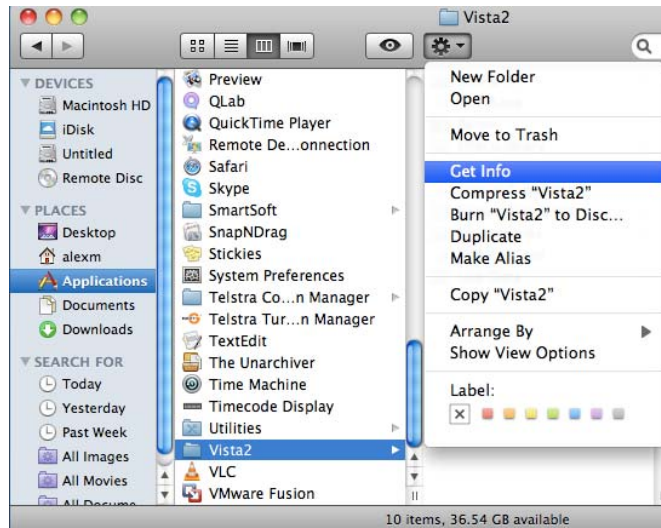 Vista2
DEVICES
Macintosh HD
iDisk
Untitled
Remote Disc
PLACES
Desktop
alexm
Applications
Documents
Downloads
SEARCH FOR
Today
Yesterday
Past Week
All Images
All Movies
Preview
QLab
QuickTime Player
Remote De...onnection
Safari
Skype
SmartSoft
SnapNDrag
Stickies
System Preferences
Telstra Co...n Manager
Telstra Tur...n Manager
TextEdit
The Unarchiver
Time Machine
Timecode Display
Utilities
Vista2
VLC
VMware Fusion
New Folder
Open
Move to Trash
Get Info
Compress “Vista2”
Burn “Vista2” to Disc...
Duplicate
Make Alias
Copy “Vista2”
Arrange By
Show View Options
Label:
10 items, 36.54 GB available